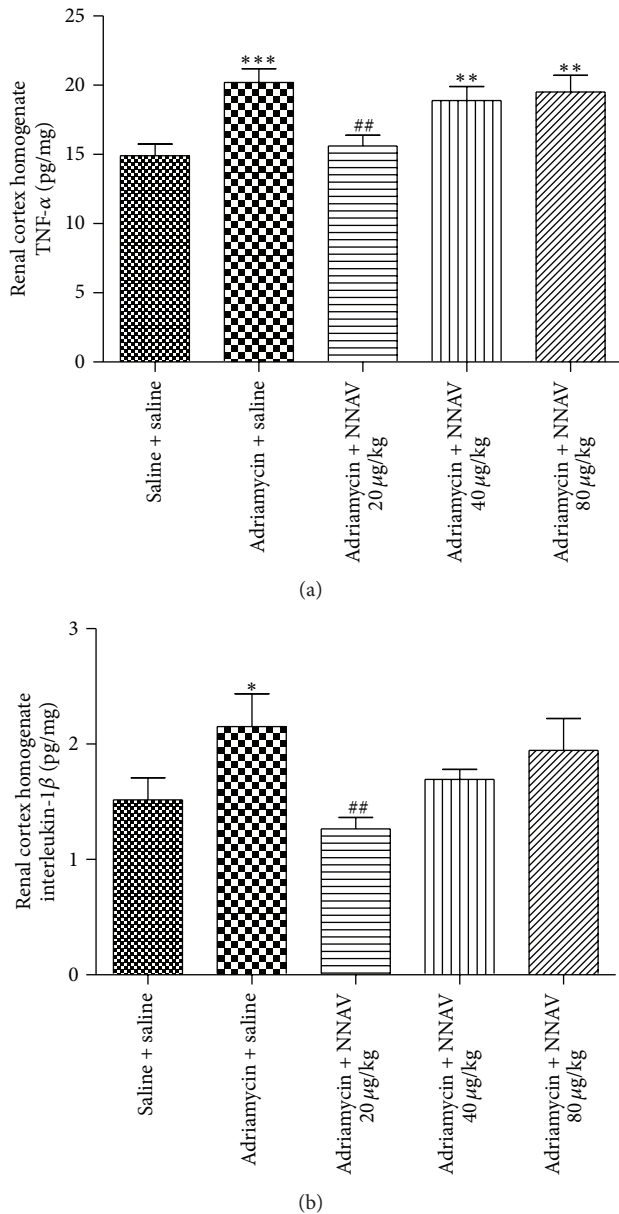 25
20
15
10
5
0
Renal cortex homogenate
TNF-α (pg/mg)
***
##
**
**
Saline + saline
Adriamycin + saline
Adriamycin + NNAV
20 μg/kg
Adriamycin + NNAV
40 μg/kg
Adriamycin + NNAV
80 μg/kg
(a)
3
2
1
0
Renal cortex homogenate
interleukin-1β (pg/mg)
*
##
Saline + saline
Adriamycin + saline
Adriamycin + NNAV
20 μg/kg
Adriamycin + NNAV
40 μg/kg
Adriamycin + NNAV
80 μg/kg
(b)